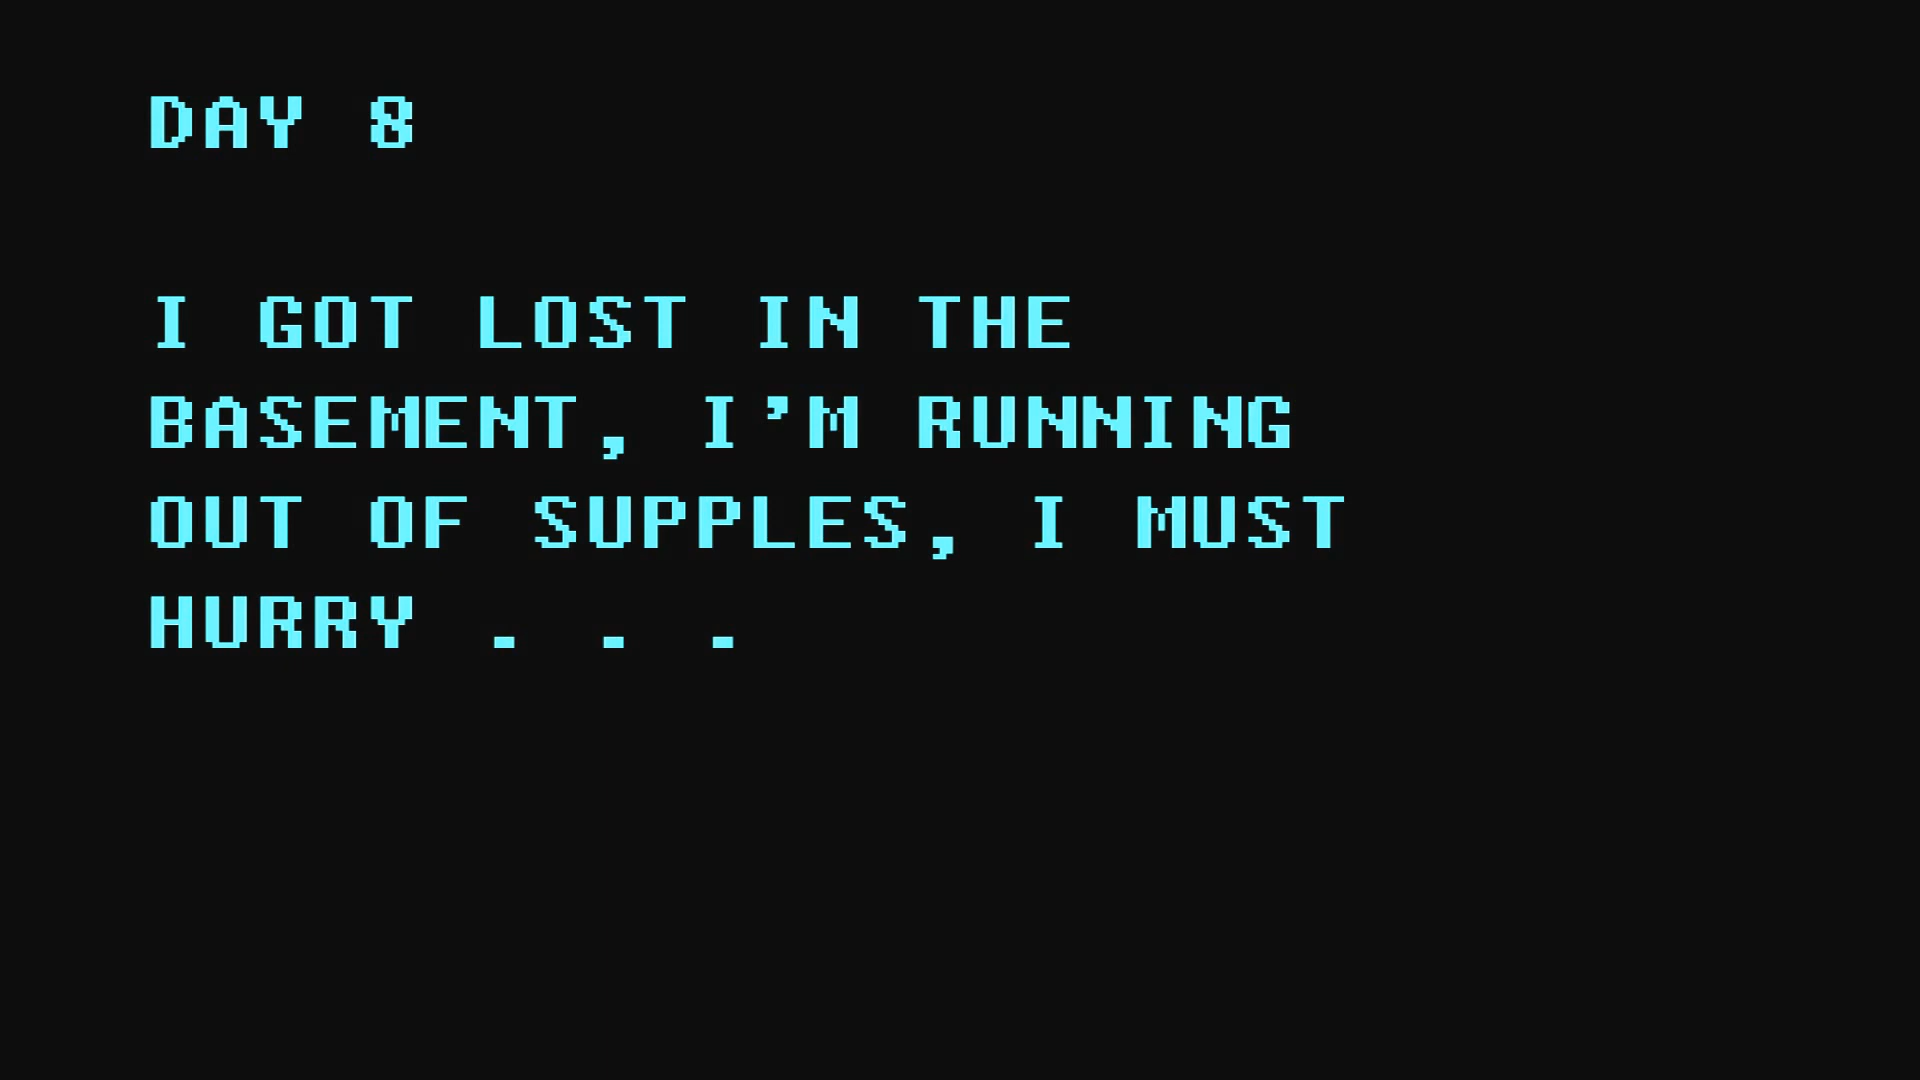 DAY 8
I GOT LOST IN THE
BASEMENT, I'M RUNNING
OUT OF SUPPLES, I MUST
HURRY . . .